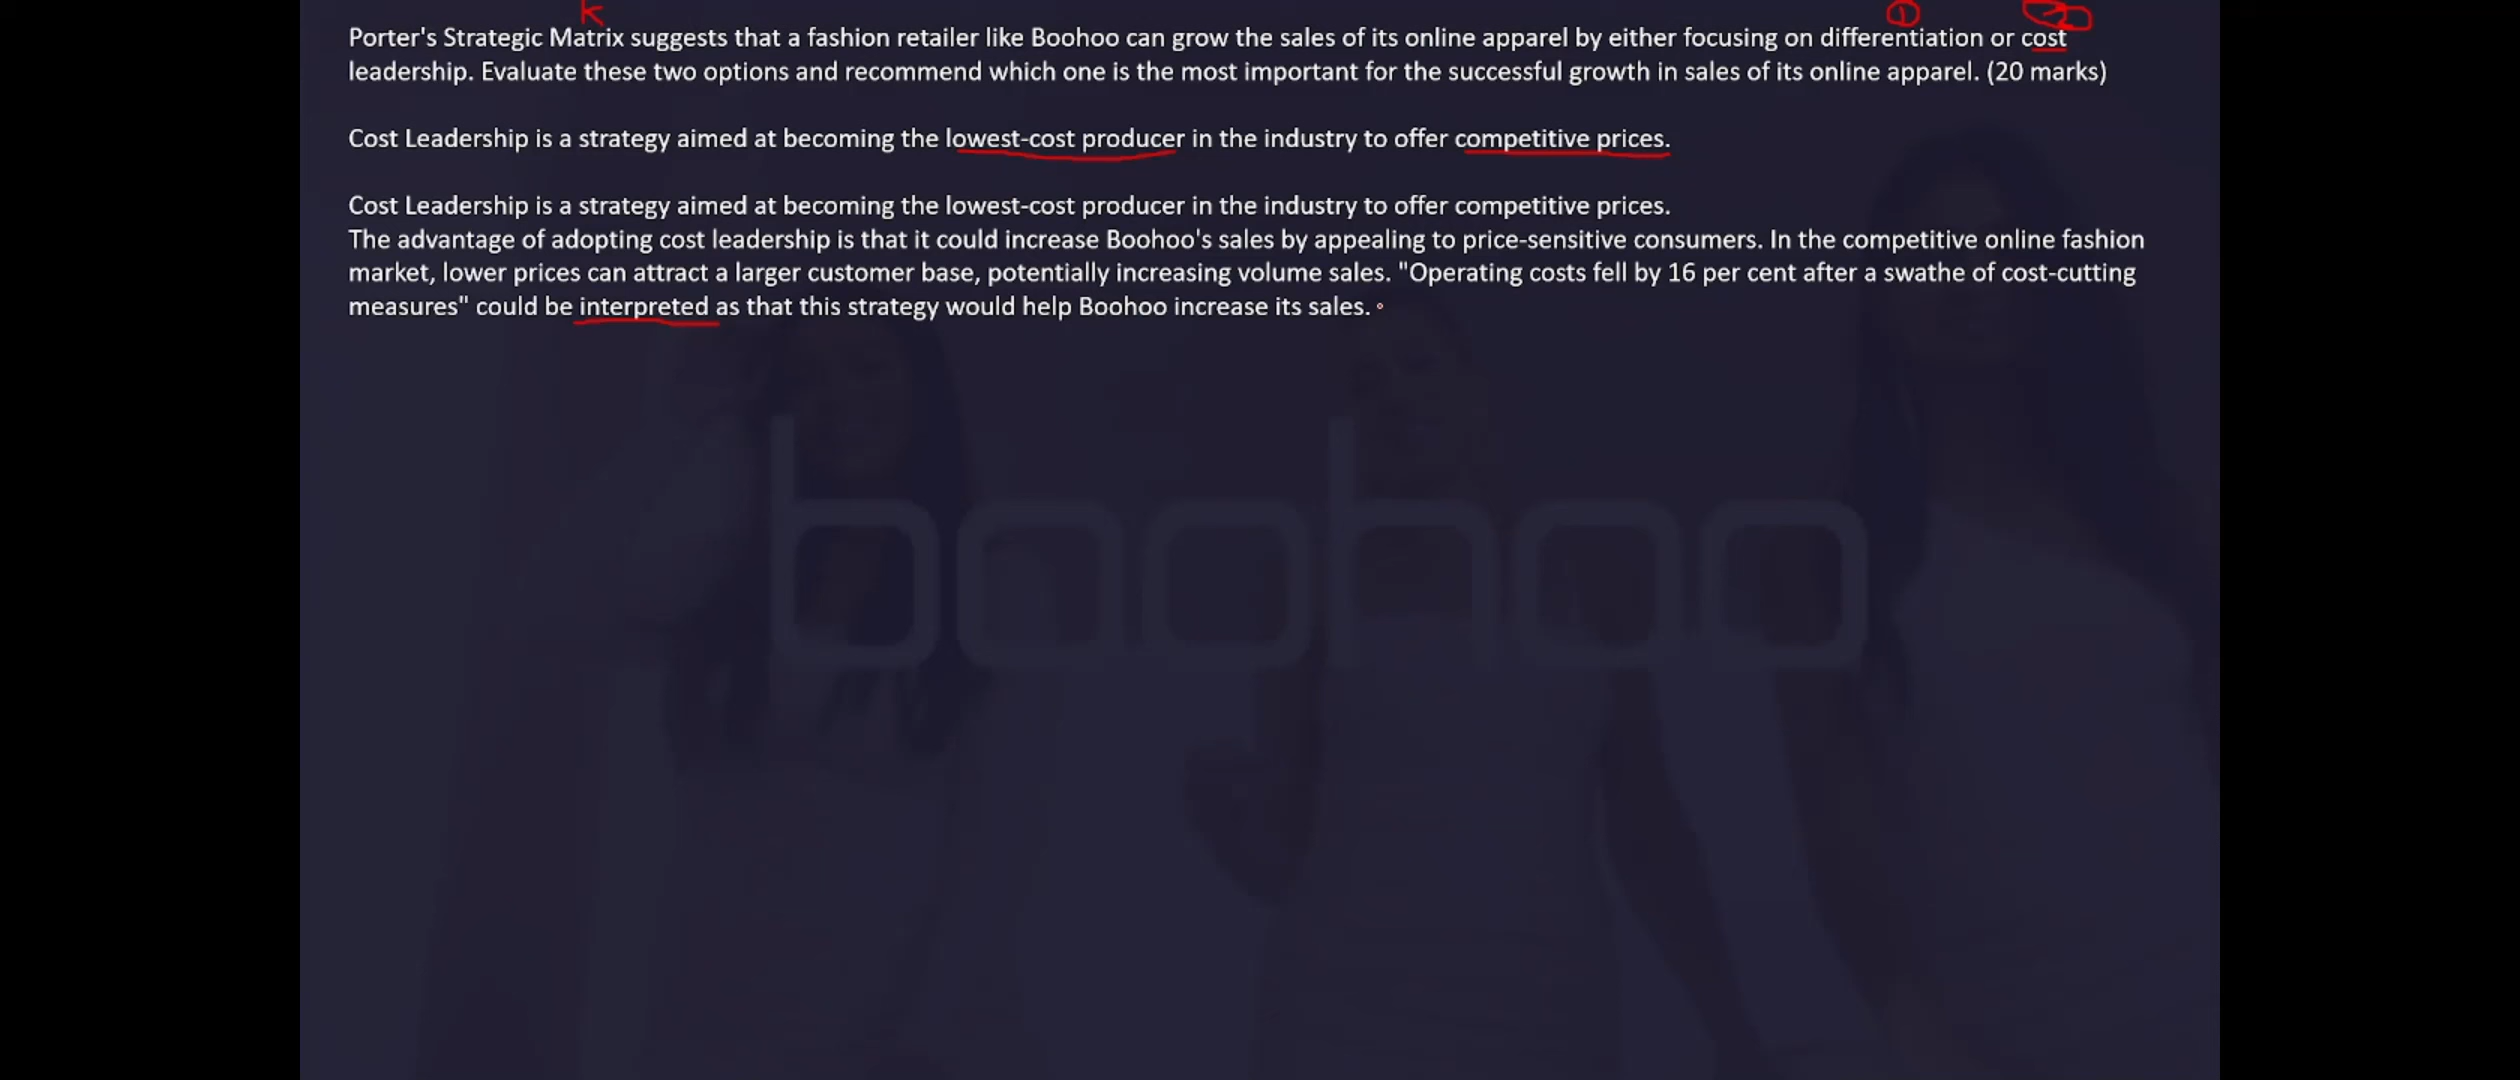 K
①
2
Porter's Strategic Matrix suggests that a fashion retailer like Boohoo can grow the sales of its online apparel by either focusing on differentiation or cost
leadership. Evaluate these two options and recommend which one is the most important for the successful growth in sales of its online apparel. (20 marks)
Cost Leadership is a strategy aimed at becoming the lowest-cost producer in the industry to offer competitive prices.
Cost Leadership is a strategy aimed at becoming the lowest-cost producer in the industry to offer competitive prices.
The advantage of adopting cost leadership is that it could increase Boohoo's sales by appealing to price-sensitive consumers. In the competitive online fashion
market, lower prices can attract a larger customer base, potentially increasing volume sales. "Operating costs fell by 16 per cent after a swathe of cost-cutting
measures" could be interpreted as that this strategy would help Boohoo increase its sales.
boohoo